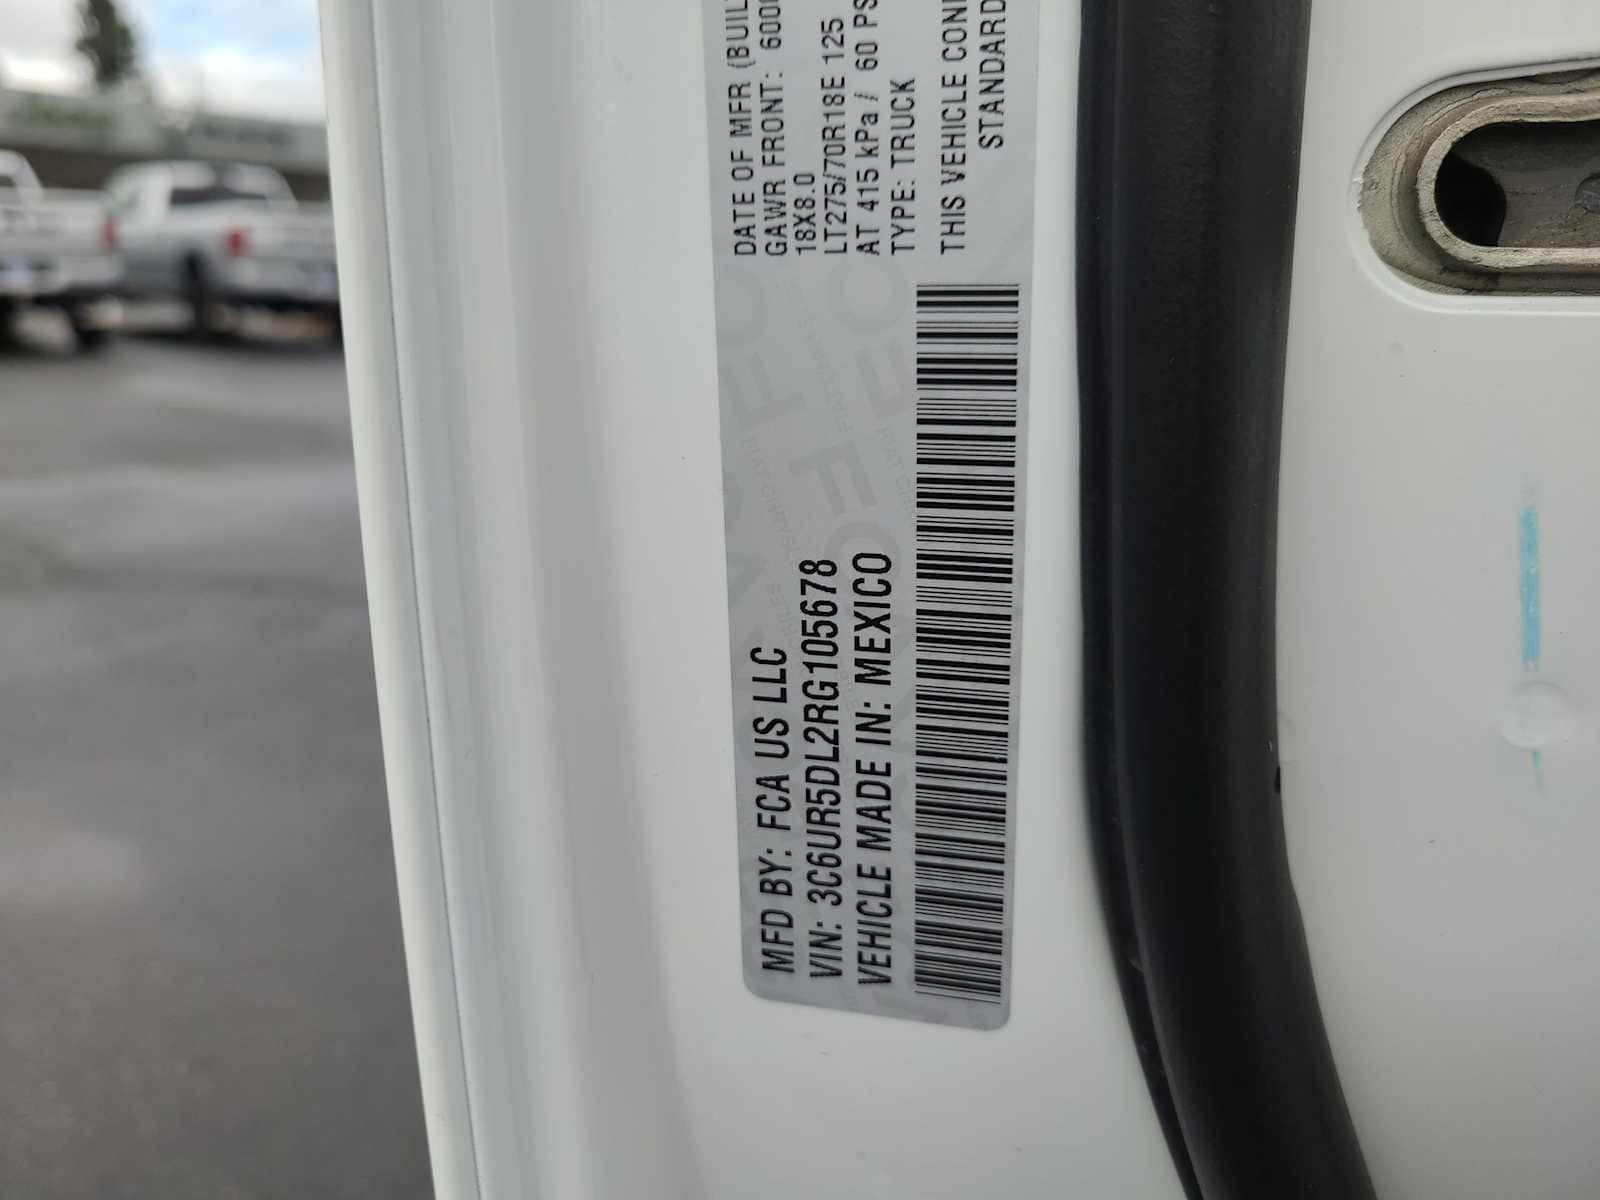 MFD BY: FCA US LLC
VIN: 3C6UR5DL2RG105678
VEHICLE MADE IN: MEXICO
DATE OF MFR (BUIL
GAWR FRONT: 600
18X8.0
LT275/70R18E 125
AT 415 kPa / 60 PS
TYPE: TRUCK
THIS VEHICLE CON
STANDARD